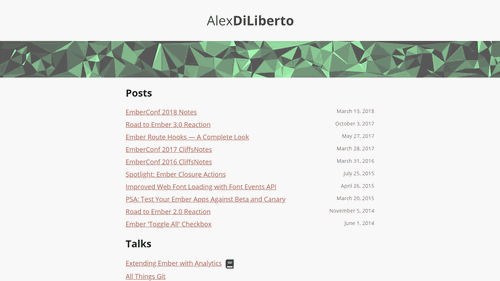 AlexDiLiberto
Posts
EmberConf 2018 Notes March 13, 2018
Road to Ember 3.0 Reaction October 3, 2017
Ember Route Hooks — A Complete Look May 27, 2017
EmberConf 2017 CliffsNotes March 28, 2017
EmberConf 2016 CliffsNotes March 31, 2016
Spotlight: Ember Closure Actions July 25, 2015
Improved Web Font Loading with Font Events API April 26, 2015
PSA: Test Your Ember Apps Against Beta and Canary March 20, 2015
Road to Ember 2.0 Reaction November 5, 2014
Ember 'Toggle All' Checkbox June 1, 2014
Talks
Extending Ember with Analytics
All Things Git